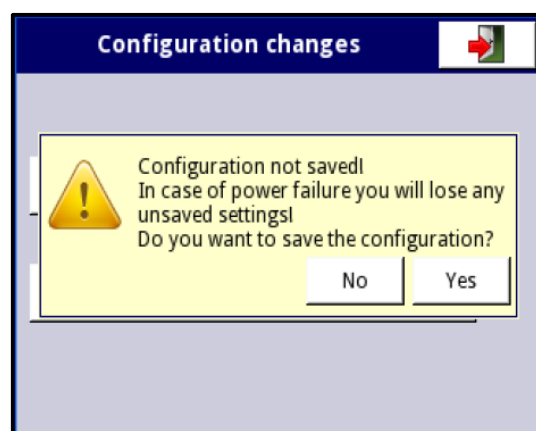 Configuration changes
Configuration not saved!
In case of power failure you will lose any
unsaved settings!
Do you want to save the configuration?
No
Yes